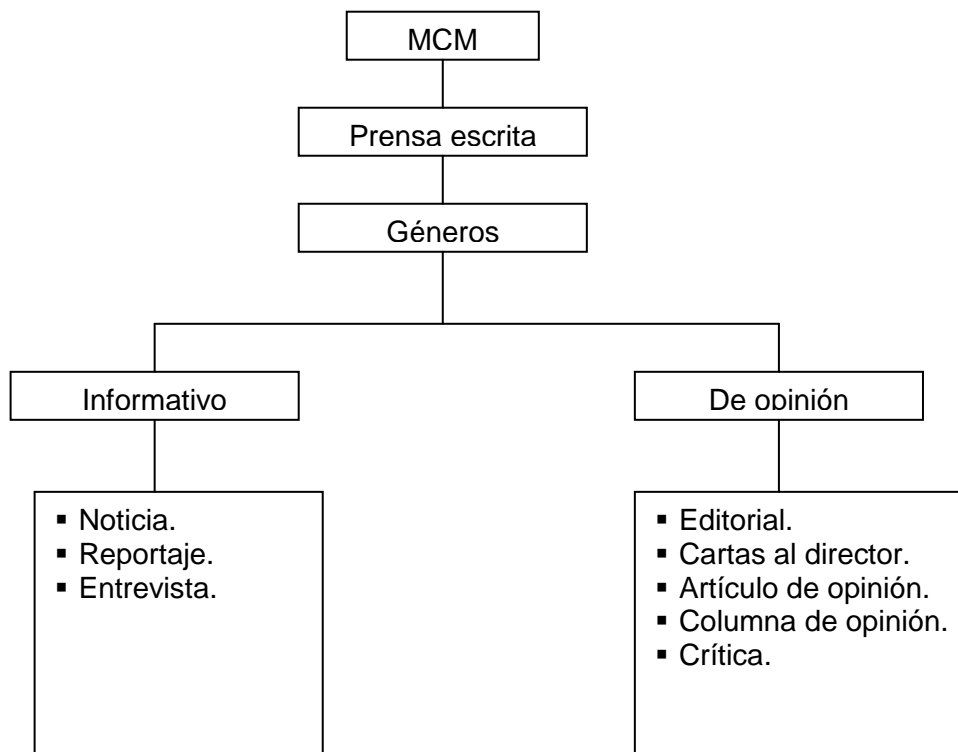 MCM
Prensa escrita
Géneros
Informativo
De opinión
▪ Noticia.
▪ Reportaje.
▪ Entrevista.
▪ Editorial.
▪ Cartas al director.
▪ Artículo de opinión.
▪ Columna de opinión.
▪ Crítica.